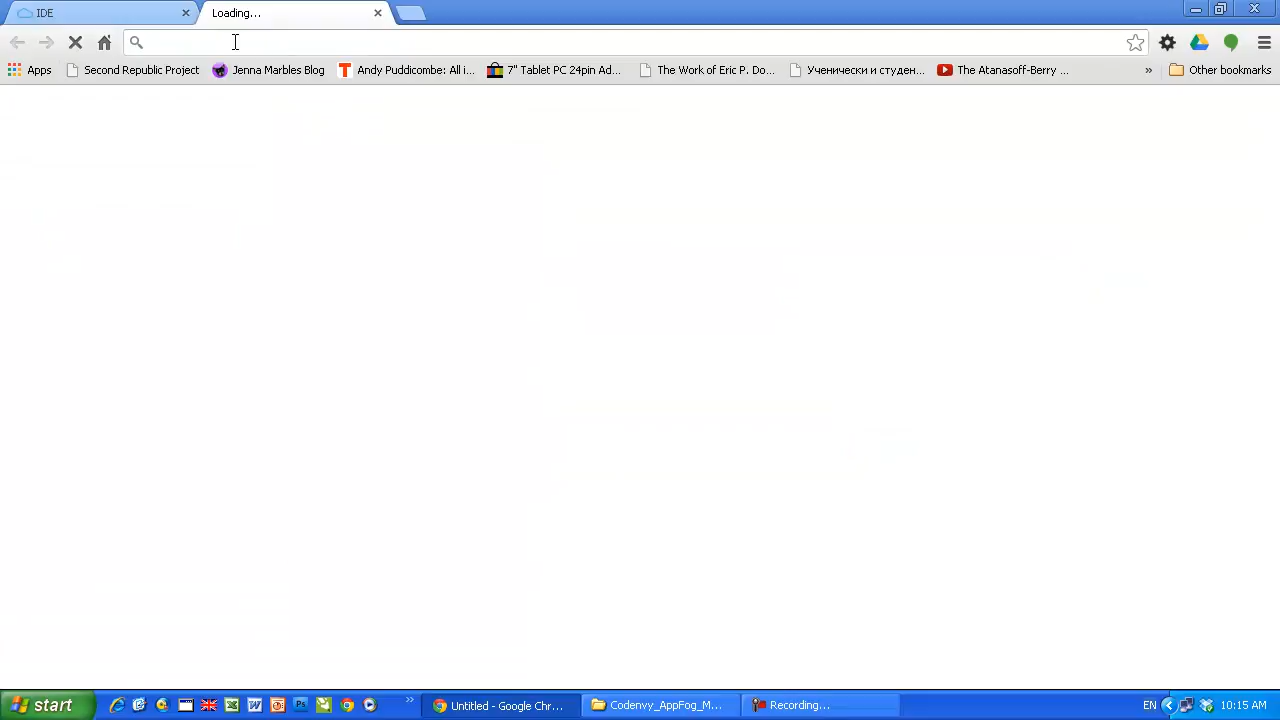 IDE
Loading...
Apps
Second Republic Project
Jenna Marbles Blog
Andy Puddicombe: All i...
7" Tablet PC 24pin Ad...
The Work of Eric P. Do...
Ученически и студен...
The Atanasoff-Berry ...
»
Other bookmarks
start
»
Untitled - Google Chr...
Codenvy_AppFog_M...
Recording...
EN
10:15 AM